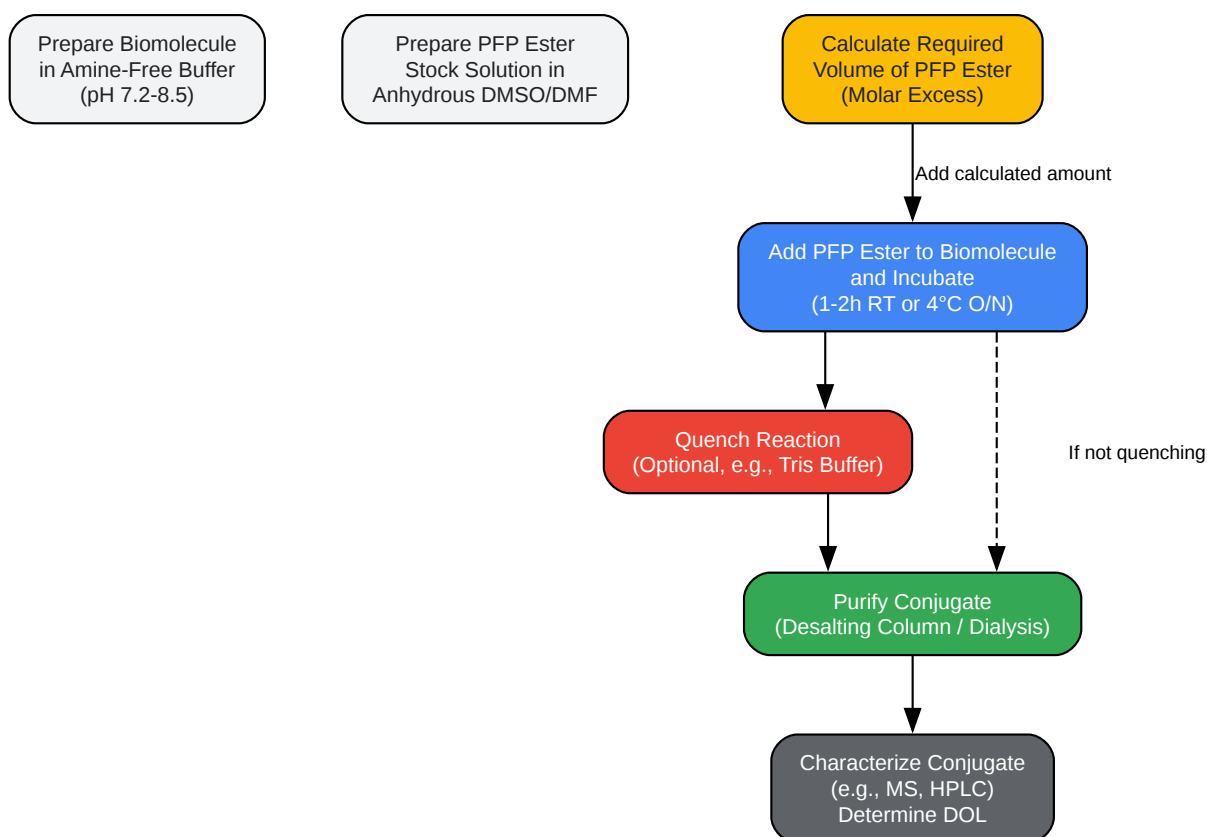 Prepare Biomolecule
in Amine-Free Buffer
(pH 7.2-8.5)
Prepare PFP Ester
Stock Solution in
Anhydrous DMSO/DMF
Calculate Required
Volume of PFP Ester
(Molar Excess)
Add calculated amount
Add PFP Ester to Biomolecule
and Incubate
(1-2h RT or 4°C O/N)
Quench Reaction
(Optional, e.g., Tris Buffer)
If not quenching
Purify Conjugate
(Desalting Column / Dialysis)
Characterize Conjugate
(e.g., MS, HPLC)
Determine DOL